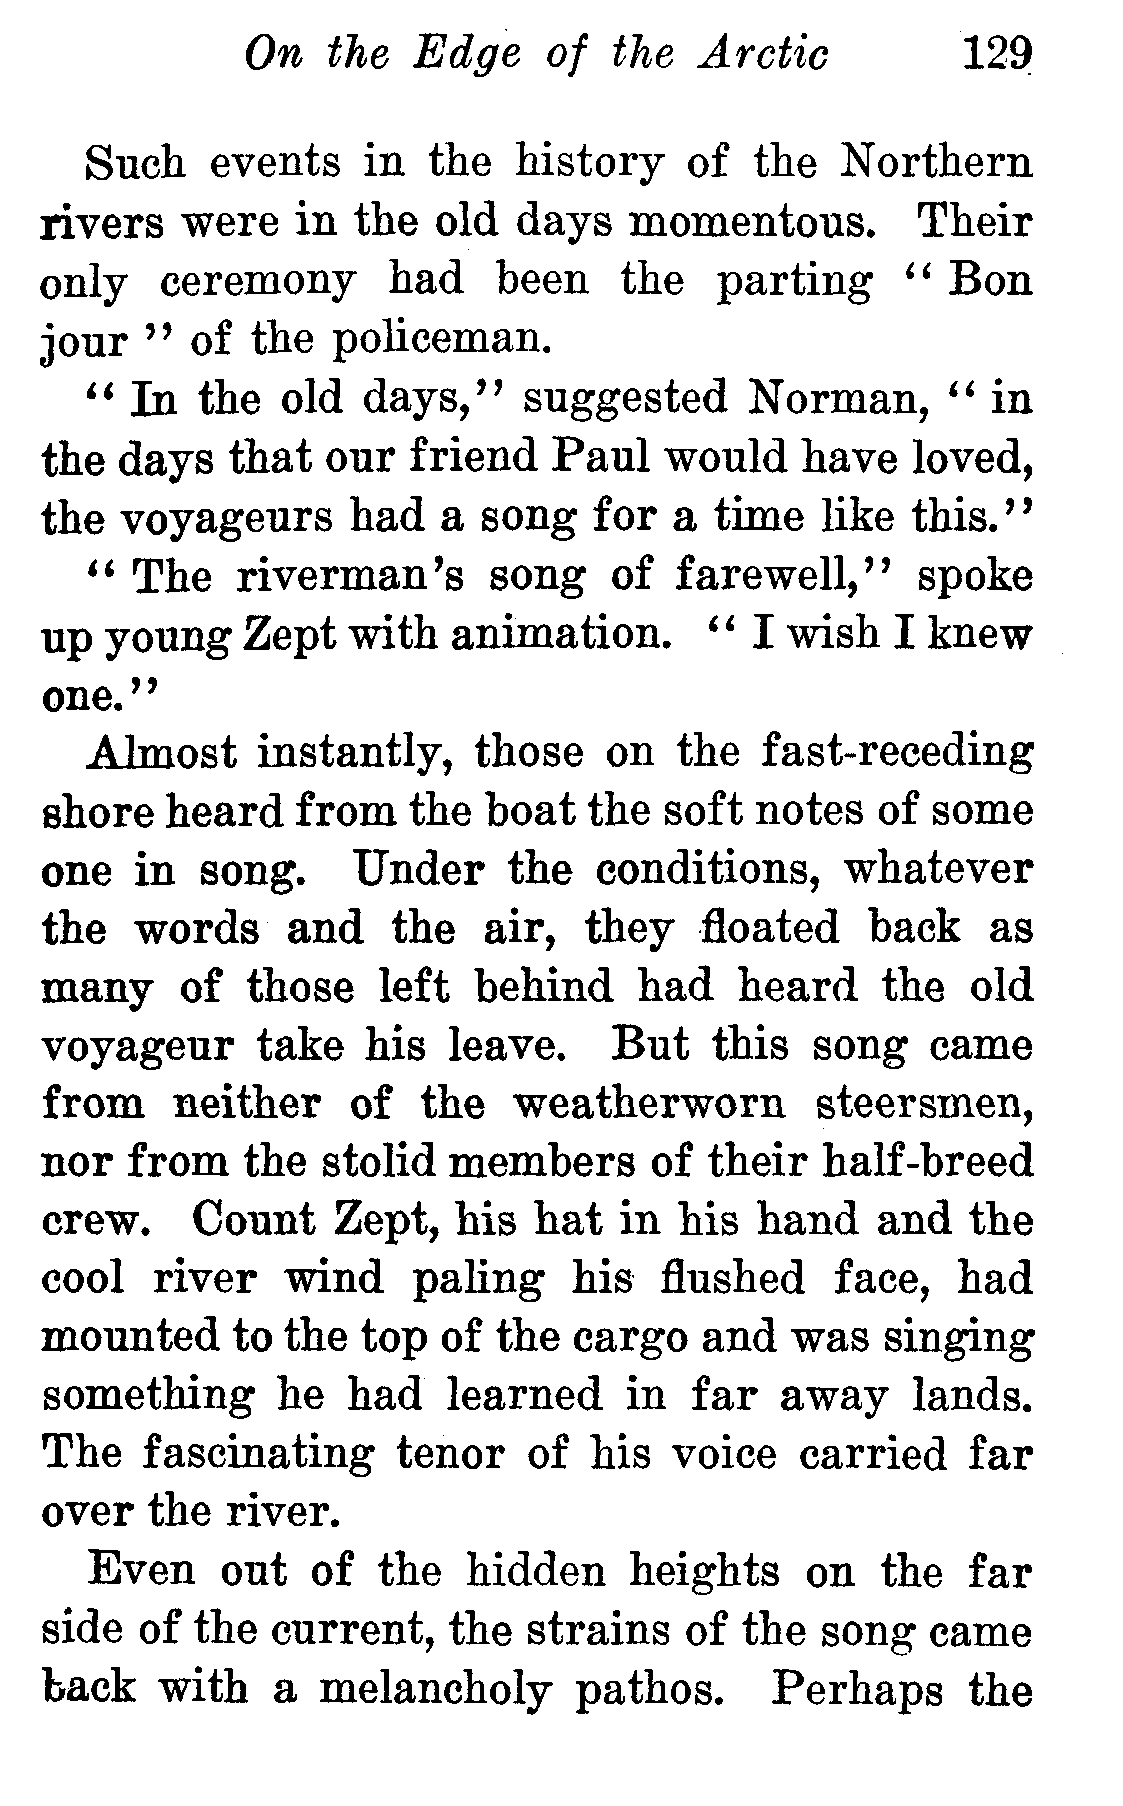 On the Edge of the Arctic 129
Such events in the history of the Northern
rivers were in the old days momentous. Their
only ceremony had been the parting “ Bon
jour ” of the policeman.
“ In the old days,” suggested Norman, “ in
the days that our friend Paul would have loved,
the voyageurs had a song for a time like this.”
“ The riverman’s song of farewell,” spoke
up young Zept with animation. “ I wish I knew
one.”
Almost instantly, those on the fast-receding
shore heard from the boat the soft notes of some
one in song. Under the conditions, whatever
the words and the air, they floated back as
many of those left behind had heard the old
voyageur take his leave. But this song came
from neither of the weatherworn steersmen,
nor from the stolid members of their half-breed
crew. Count Zept, his hat in his hand and the
cool river wind paling his flushed face, had
mounted to the top of the cargo and was singing
something he had learned in far away lands.
The fascinating tenor of his voice carried far
over the river.
Even out of the hidden heights on the far
side of the current, the strains of the song came
back with a melancholy pathos. Perhaps the